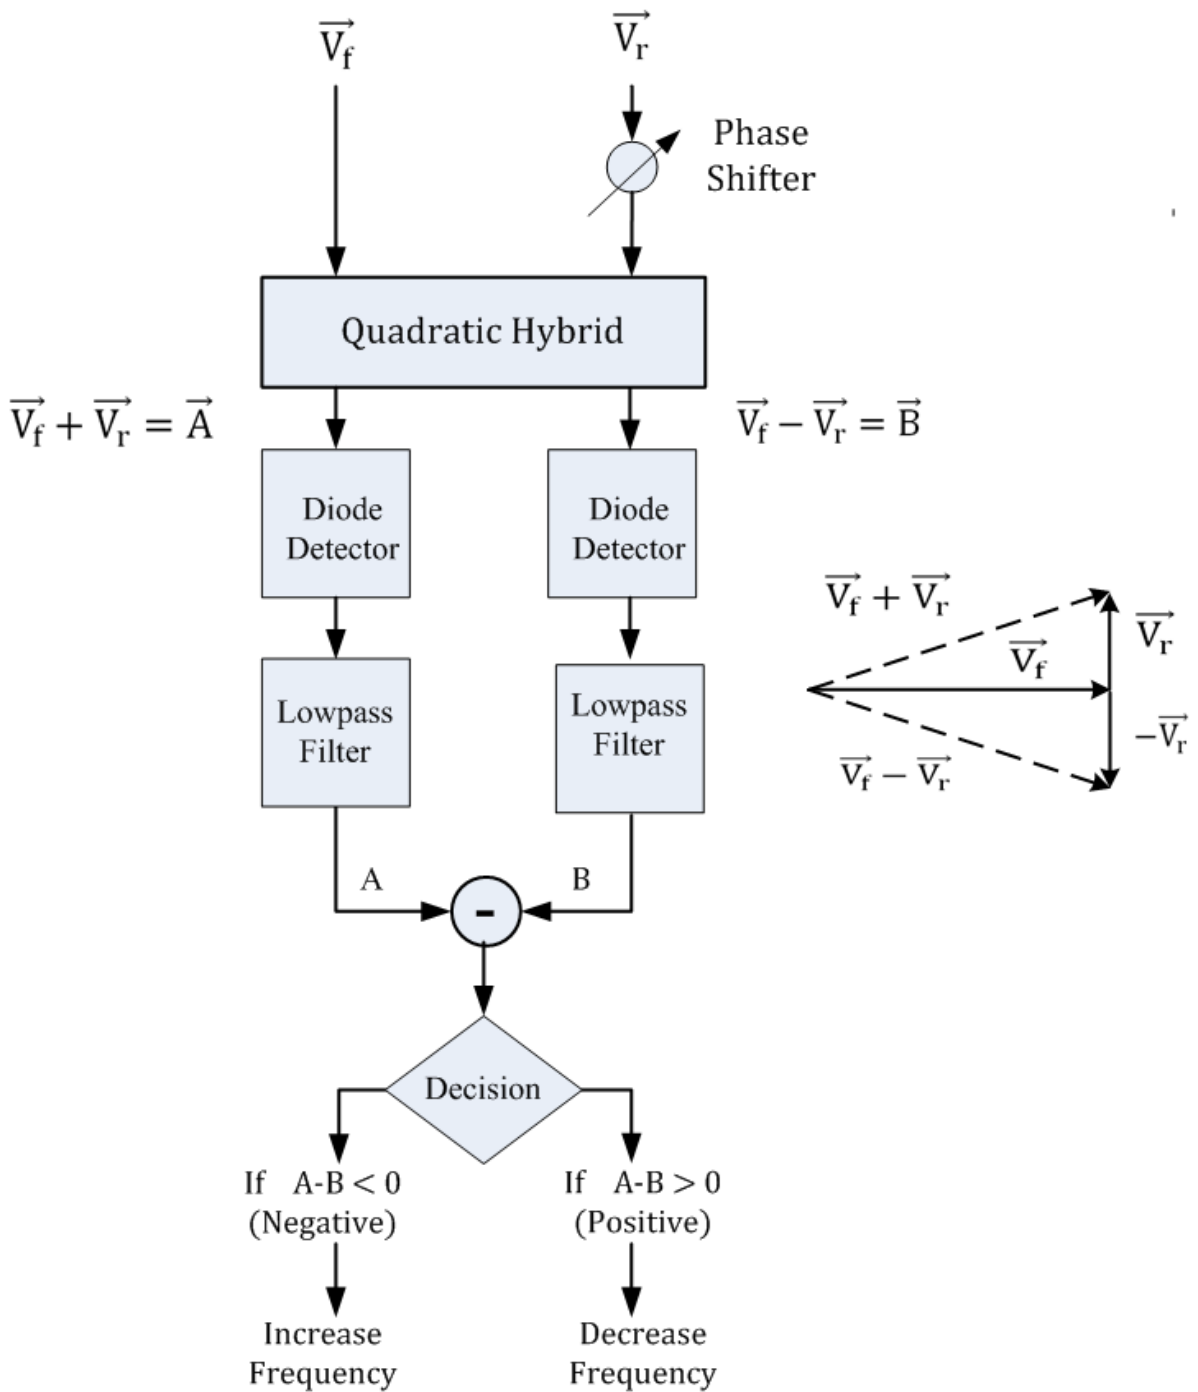 V⃗f
V⃗r
Phase
Shifter
Quadratic Hybrid
V⃗f + V⃗r = A⃗
V⃗f − V⃗r = B⃗
Diode
Detector
Diode
Detector
Lowpass
Filter
Lowpass
Filter
V⃗f + V⃗r
V⃗r
V⃗f
−V⃗r
V⃗f − V⃗r
A
B
-
Decision
If A-B < 0
(Negative)
If A-B > 0
(Positive)
Increase
Frequency
Decrease
Frequency